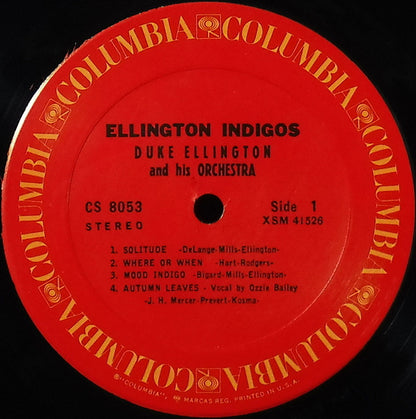 COLUMBIA COLUMBIA COLUMBIA COLUMBIA COLUMBIA COLUMBIA
ELLINGTON INDIGOS
DUKE ELLINGTON
and his ORCHESTRA
CS 8053
Side 1
STEREO
XSM 41526
1. SOLITUDE -DeLange-Mills-Ellington-
2. WHERE OR WHEN -Hart-Rodgers-
3. MOOD INDIGO -Bigard-Mills-Ellington-
4. AUTUMN LEAVES - Vocal by Ozzie Bailey
-J. H. Mercer-Prevert-Kosma-
®"COLUMBIA", MARCAS REG. PRINTED IN U.S.A.